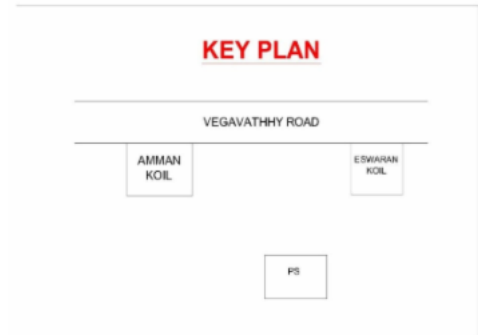 KEY PLAN
VEGAVATHHY ROAD
AMMAN
KOIL
ESWARAN
KOIL
PS